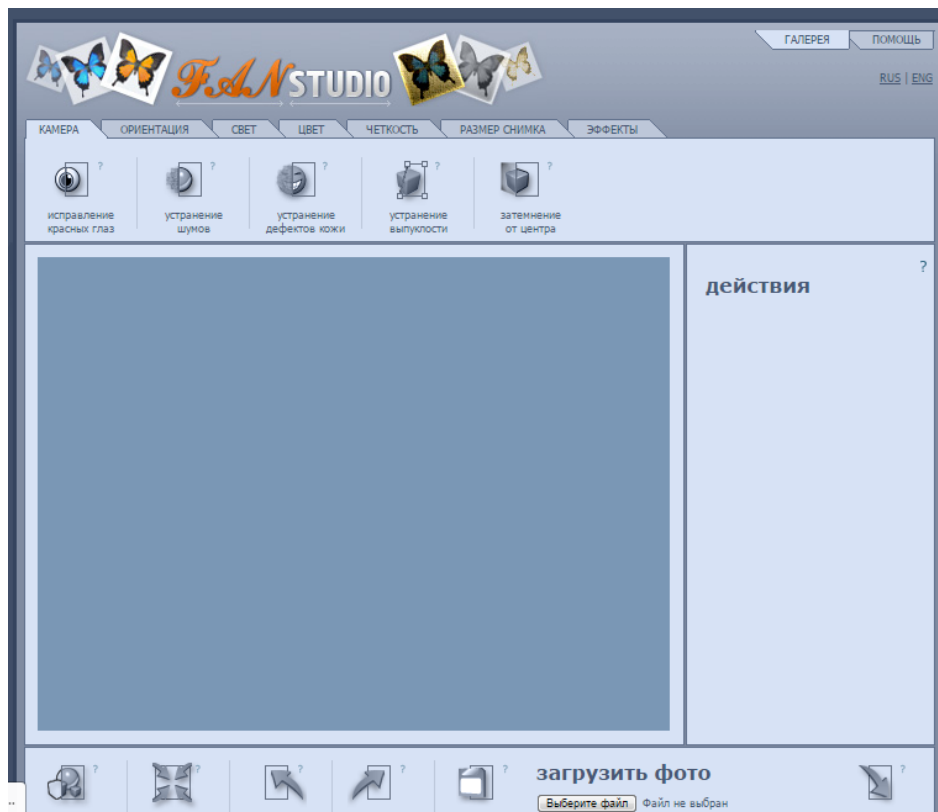 FAN STUDIO
ГАЛЕРЕЯ ПОМОЩЬ
RUS | ENG
КАМЕРА ОРИЕНТАЦИЯ СВЕТ ЦВЕТ ЧЕТКОСТЬ РАЗМЕР СНИМКА ЭФФЕКТЫ
? ? ? ? ?
исправление устранение устранение устранение затемнение
красных глаз шумов дефектов кожи выпуклости от центра
?
действия
? ? ? ? ? ?
загрузить фото
Выберите файл Файл не выбран
..